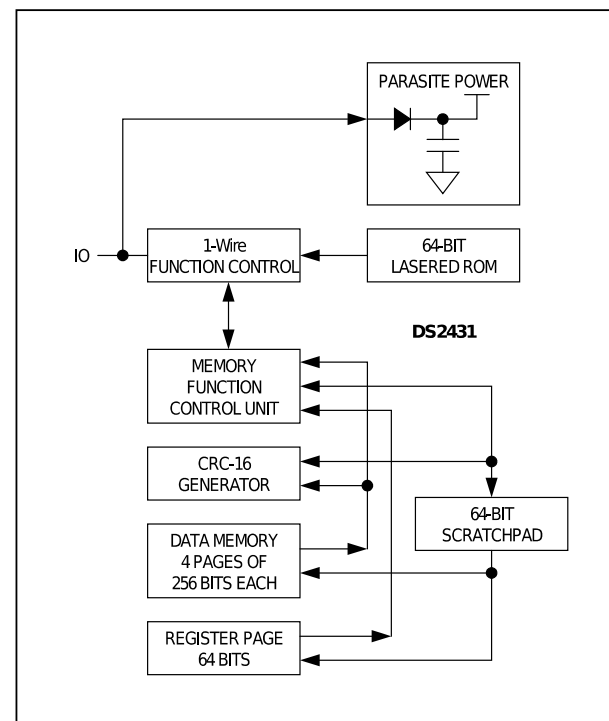 PARASITE POWER
IO
1-Wire
FUNCTION CONTROL
64-BIT
LASERED ROM
DS2431
MEMORY
FUNCTION
CONTROL UNIT
CRC-16
GENERATOR
64-BIT
SCRATCHPAD
DATA MEMORY
4 PAGES OF
256 BITS EACH
REGISTER PAGE
64 BITS